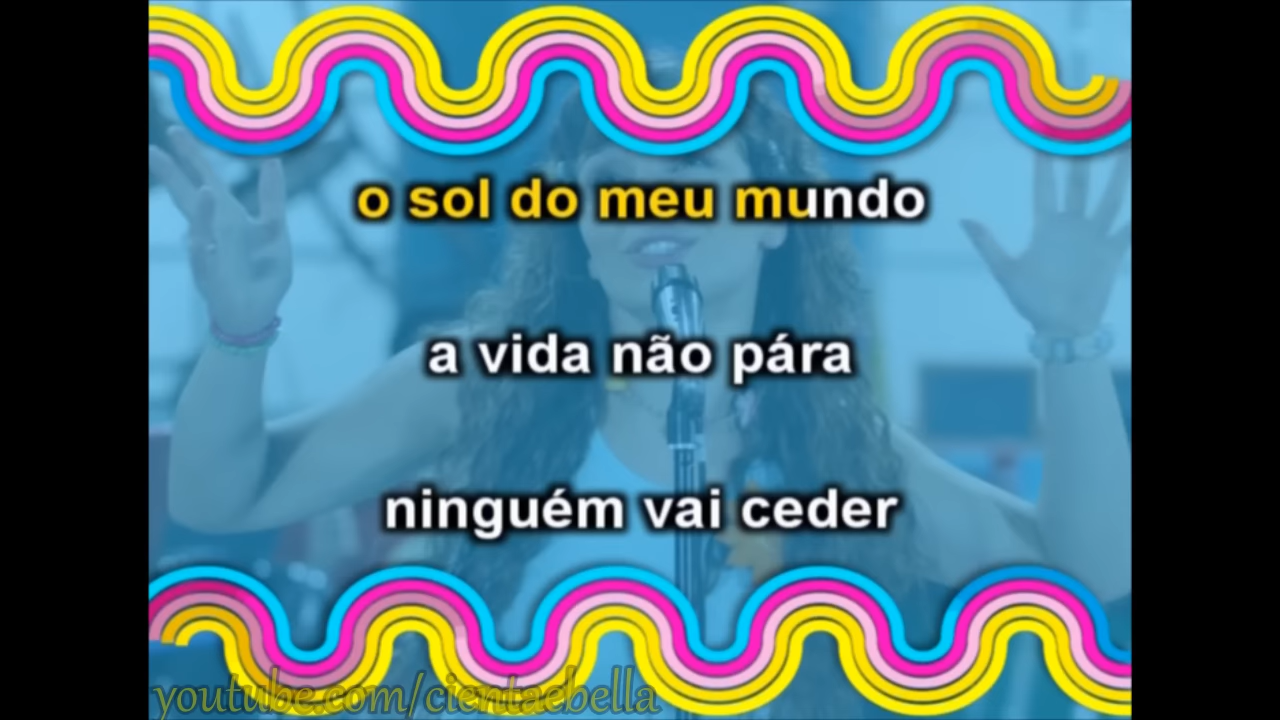 o sol do meu mundo
a vida não pára
ninguém vai ceder
youtube.com/cientaebella